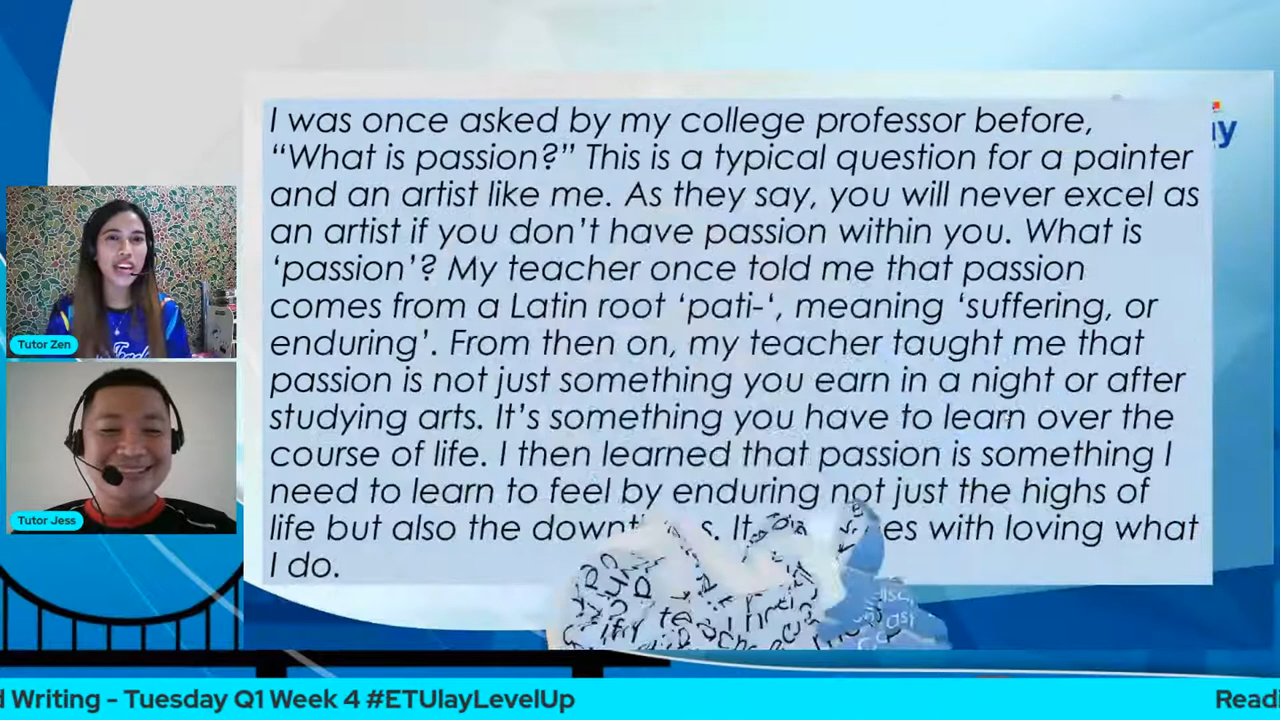 I was once asked by my college professor before,
“What is passion?” This is a typical question for a painter
and an artist like me. As they say, you will never excel as
an artist if you don’t have passion within you. What is
‘passion’? My teacher once told me that passion
comes from a Latin root ‘pati-‘, meaning ‘suffering, or
enduring’. From then on, my teacher taught me that
passion is not just something you earn in a night or after
studying arts. It’s something you have to learn over the
course of life. I then learned that passion is something I
need to learn to feel by enduring not just the highs of
life but also the It with loving what
I do.
Tutor Zen
Tutor Jess
Writing - Tuesday Q1 Week 4 #ETUlayLevelUp